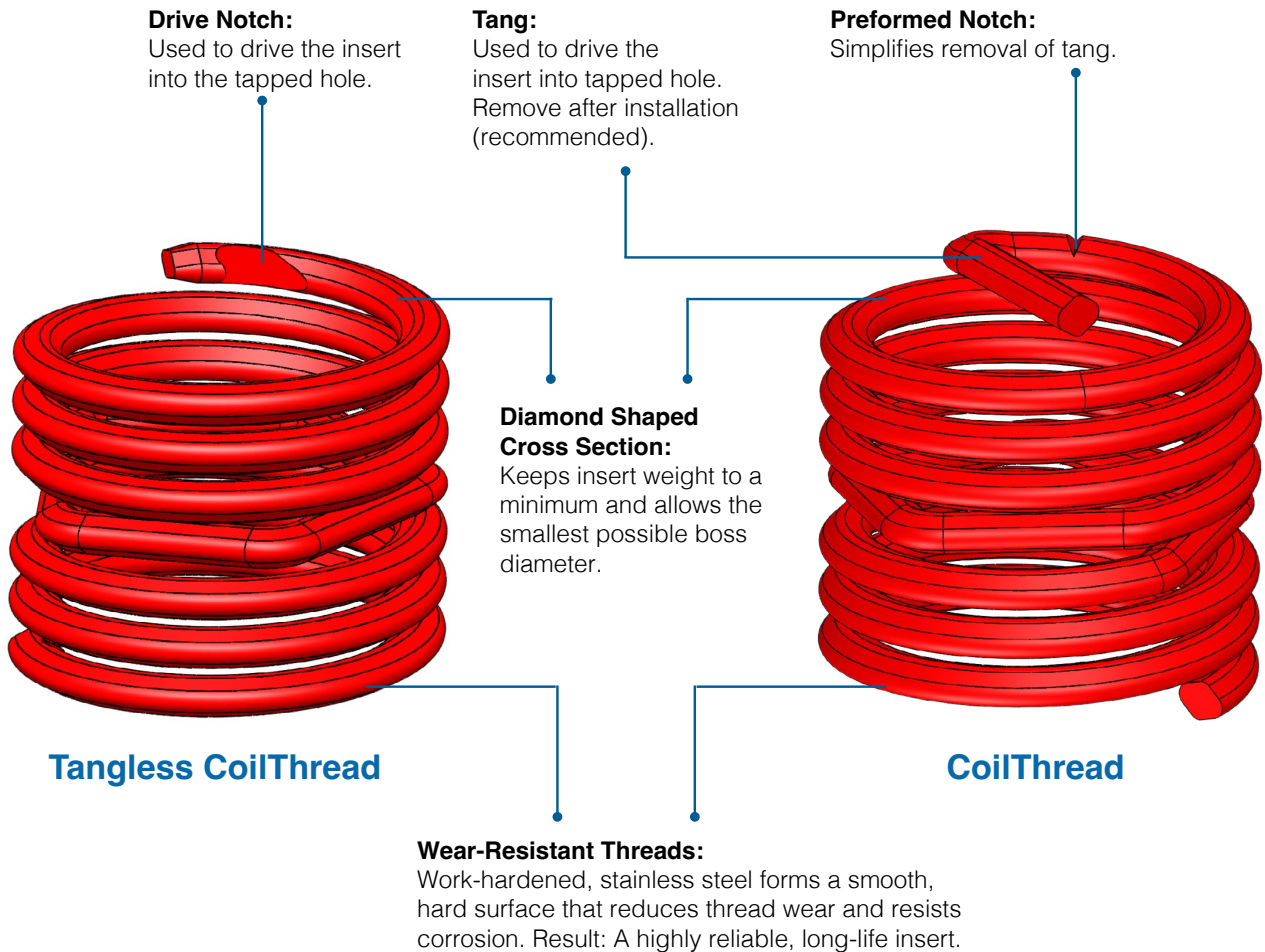 Drive Notch:
Used to drive the insert
into the tapped hole.
Tang:
Used to drive the
insert into tapped hole.
Remove after installation
(recommended).
Preformed Notch:
Simplifies removal of tang.
Diamond Shaped
Cross Section:
Keeps insert weight to a
minimum and allows the
smallest possible boss
diameter.
Tangless CoilThread
CoilThread
Wear-Resistant Threads:
Work-hardened, stainless steel forms a smooth,
hard surface that reduces thread wear and resists
corrosion. Result: A highly reliable, long-life insert.